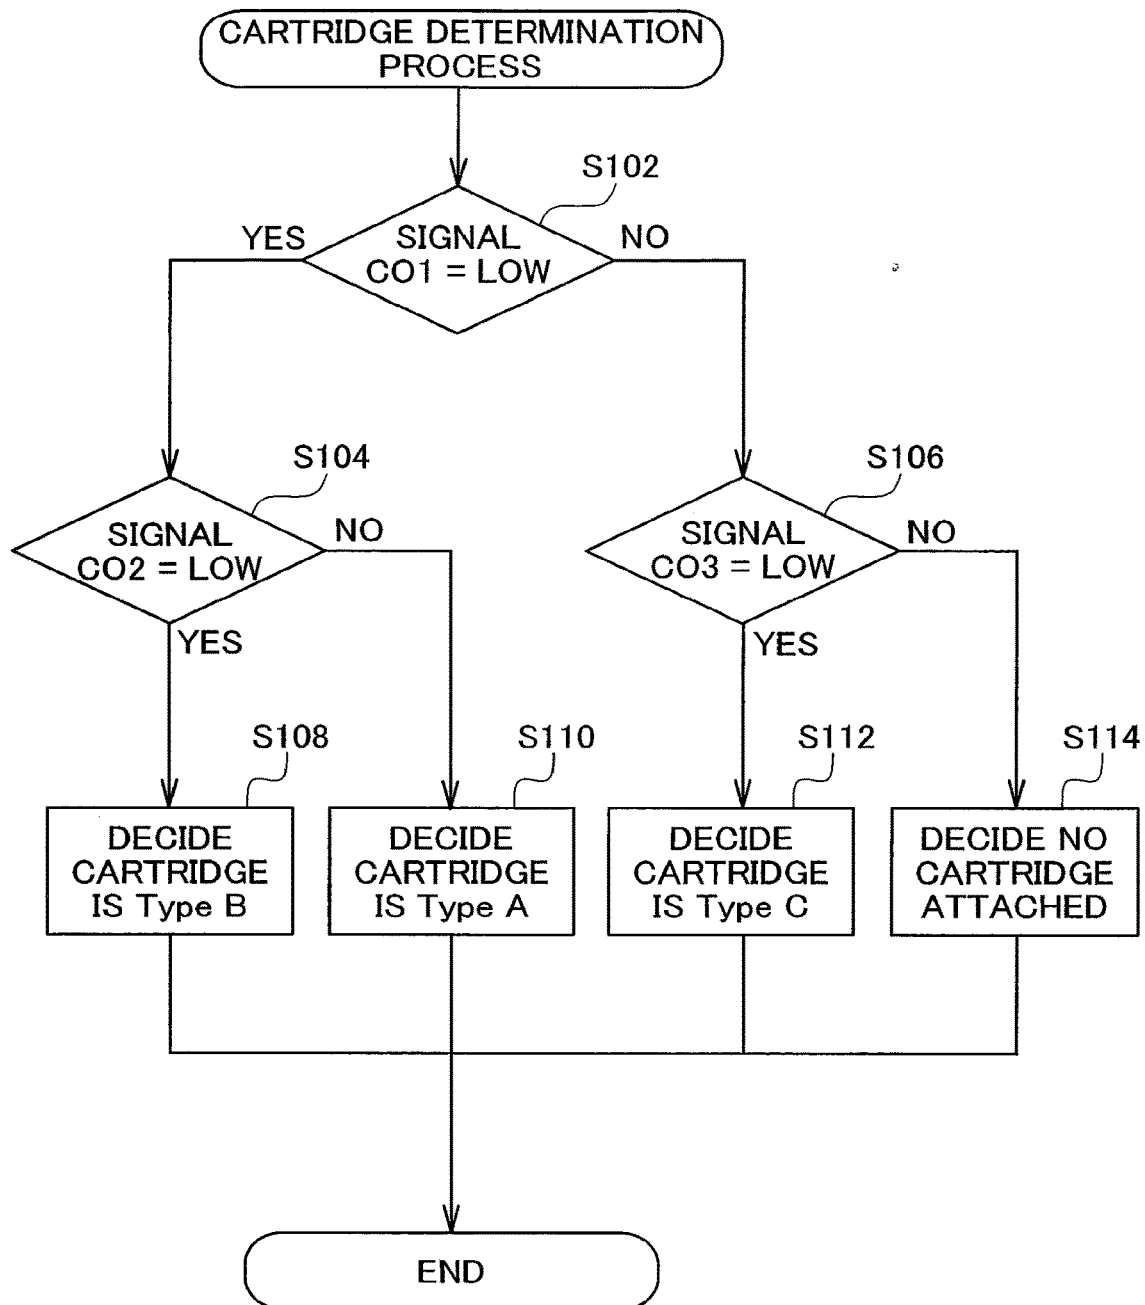 CARTRIDGE DETERMINATION
PROCESS
S102
YES
SIGNAL
CO1 = LOW
NO
S104
SIGNAL
CO2 = LOW
NO
YES
S106
SIGNAL
CO3 = LOW
NO
YES
S108
DECIDE
CARTRIDGE
IS Type B
S110
DECIDE
CARTRIDGE
IS Type A
S112
DECIDE
CARTRIDGE
IS Type C
S114
DECIDE NO
CARTRIDGE
ATTACHED
END